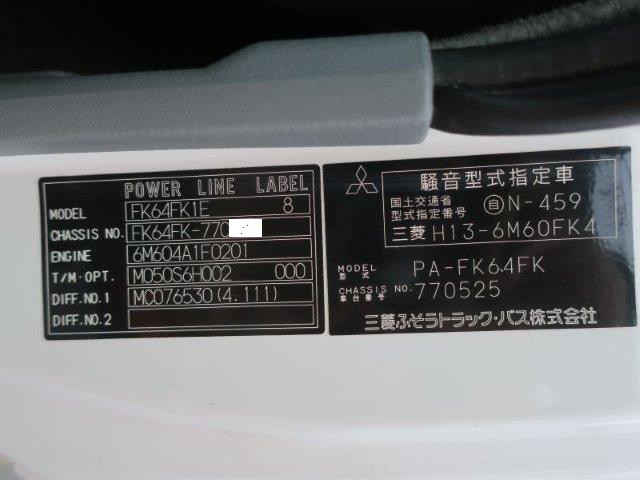 POWER LINE LABEL
MODEL FK64FK1E 8
CHASSIS NO. FK64FK-770
ENGINE 6M604A1F0201
T/M·OPT. M050S6H002 000
DIFF.NO.1 MC076530(4.111)
DIFF.NO.2
騒音型式指定車
国土交通省
型式指定番号 自N-459
三菱 H13-6M60FK4
MODEL 型式 PA-FK64FK
CHASSIS NO. 車台番号 770525
三菱ふそうトラック・バス株式会社